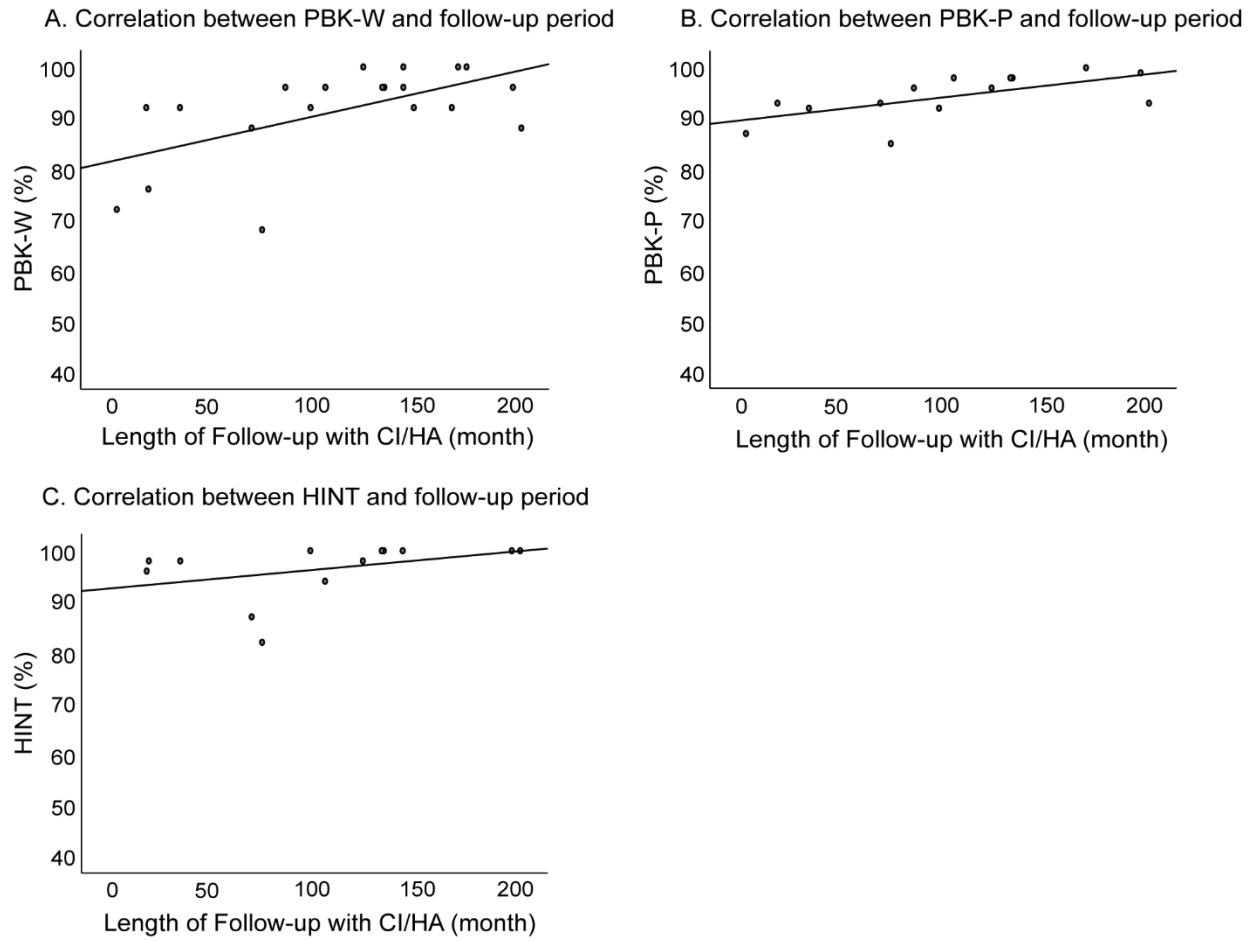 A. Correlation between PBK-W and follow-up period
100
90
80
70
60
50
40
PBK-W (%)
0 50 100 150 200
Length of Follow-up with CI/HA (month)
B. Correlation between PBK-P and follow-up period
100
90
80
70
60
50
40
PBK-P (%)
0 50 100 150 200
Length of Follow-up with CI/HA (month)
C. Correlation between HINT and follow-up period
100
90
80
70
60
50
40
HINT (%)
0 50 100 150 200
Length of Follow-up with CI/HA (month)